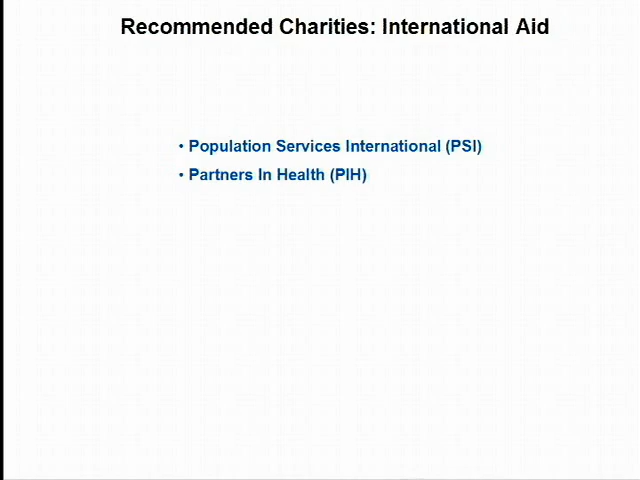 Recommended Charities: International Aid
• Population Services International (PSI)
• Partners In Health (PIH)